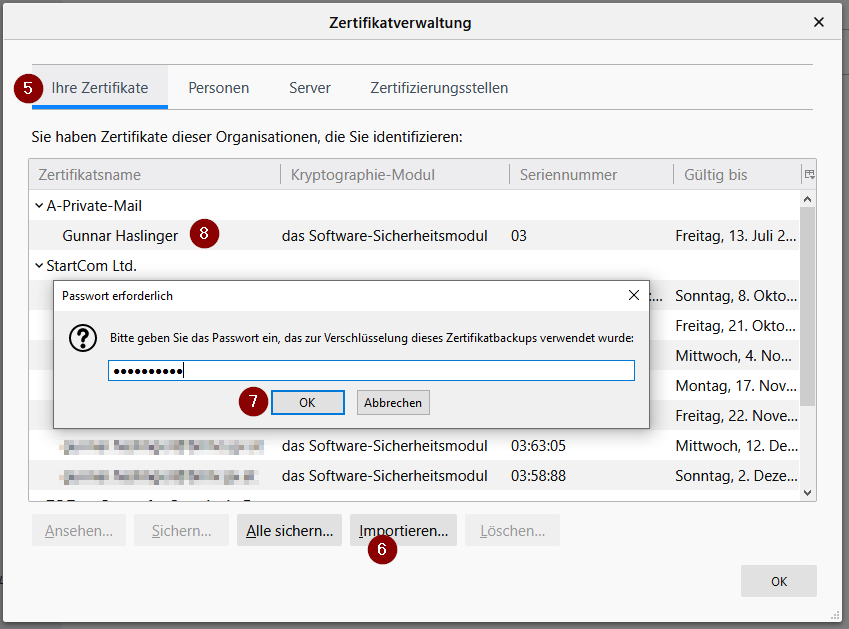 Zertifikatverwaltung
5 Ihre Zertifikate Personen Server Zertifizierungsstellen
Sie haben Zertifikate dieser Organisationen, die Sie identifizieren:
Zertifikatsname Kryptographie-Modul Seriennummer Gültig bis
A-Private-Mail
Gunnar Haslinger 8 das Software-Sicherheitsmodul 03 Freitag, 13. Juli 2...
StartCom Ltd.
Passwort erforderlich
:... Sonntag, 8. Okto...
Freitag, 21. Okto...
Bitte geben Sie das Passwort ein, das zur Verschlüsselung dieses Zertifikatbackups verwendet wurde:
Mittwoch, 4. No...
••••••••••
Montag, 17. Nov...
7 OK Abbrechen
Freitag, 22. Nove...
das Software-Sicherheitsmodul 03:63:05 Mittwoch, 12. De...
das Software-Sicherheitsmodul 03:58:88 Sonntag, 2. Deze...
Ansehen... Sichern... Alle sichern... Importieren... Löschen...
6
OK